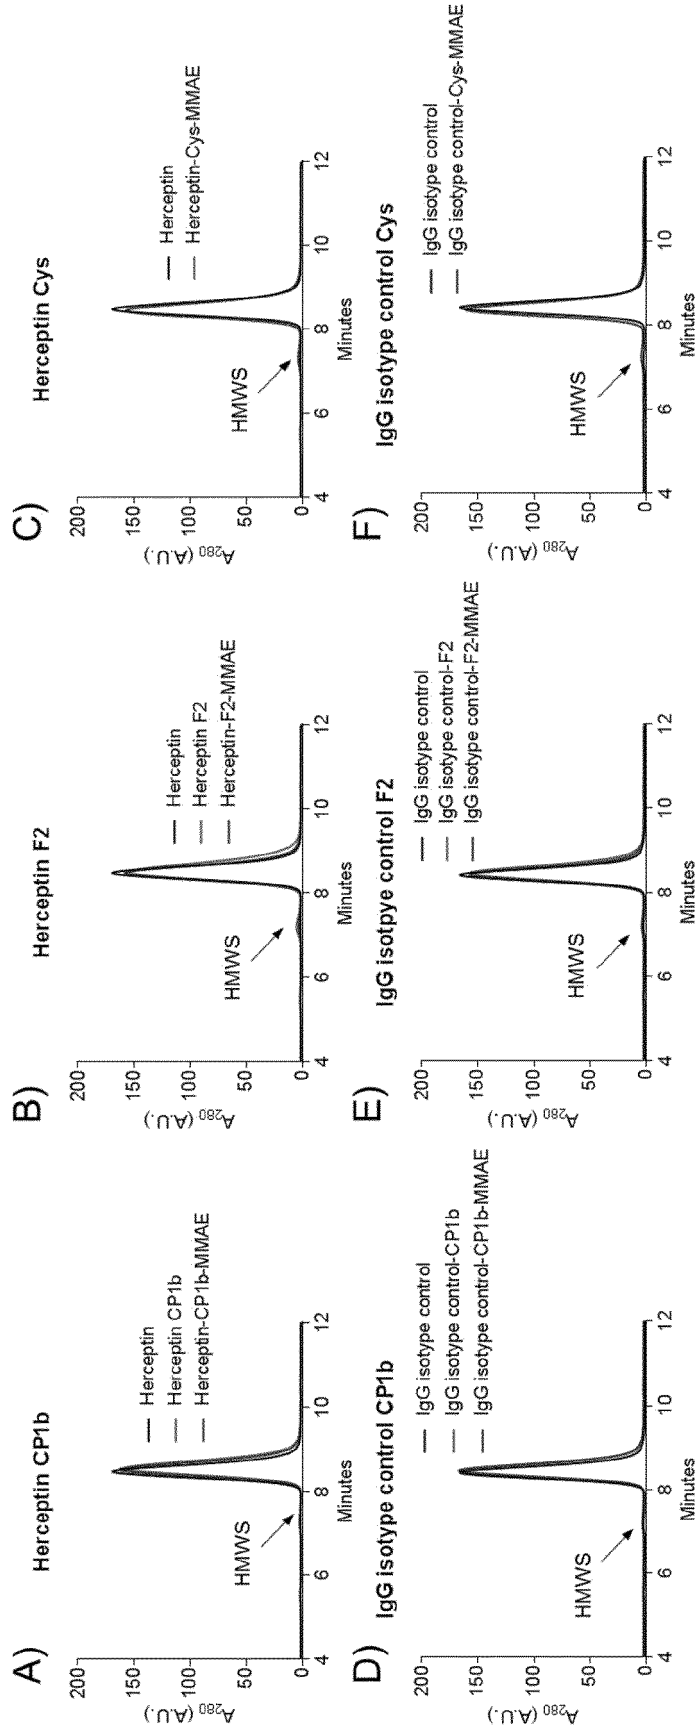 A)
Herceptin CP1b
200
150
100
50
0
A280 (A.U.)
4
6
8
10
12
Minutes
HMWS
Herceptin
Herceptin CP1b
Herceptin-CP1b-MMAE
B)
Herceptin F2
200
150
100
50
0
A280 (A.U.)
4
6
8
10
12
Minutes
HMWS
Herceptin
Herceptin F2
Herceptin-F2-MMAE
C)
Herceptin Cys
200
150
100
50
0
A280 (A.U.)
4
6
8
10
12
Minutes
HMWS
Herceptin
Herceptin-Cys-MMAE
D)
IgG isotype control CP1b
200
150
100
50
0
A280 (A.U.)
4
6
8
10
12
Minutes
HMWS
IgG isotype control
IgG isotype control-CP1b
IgG isotype control-CP1b-MMAE
E)
IgG isotpye control F2
200
150
100
50
0
A280 (A.U.)
4
6
8
10
12
Minutes
HMWS
IgG isotype control
IgG isotype control-F2
IgG isotype control-F2-MMAE
F)
IgG isotype control Cys
200
150
100
50
0
A280 (A.U.)
4
6
8
10
12
Minutes
HMWS
IgG isotype control
IgG isotype control-Cys-MMAE